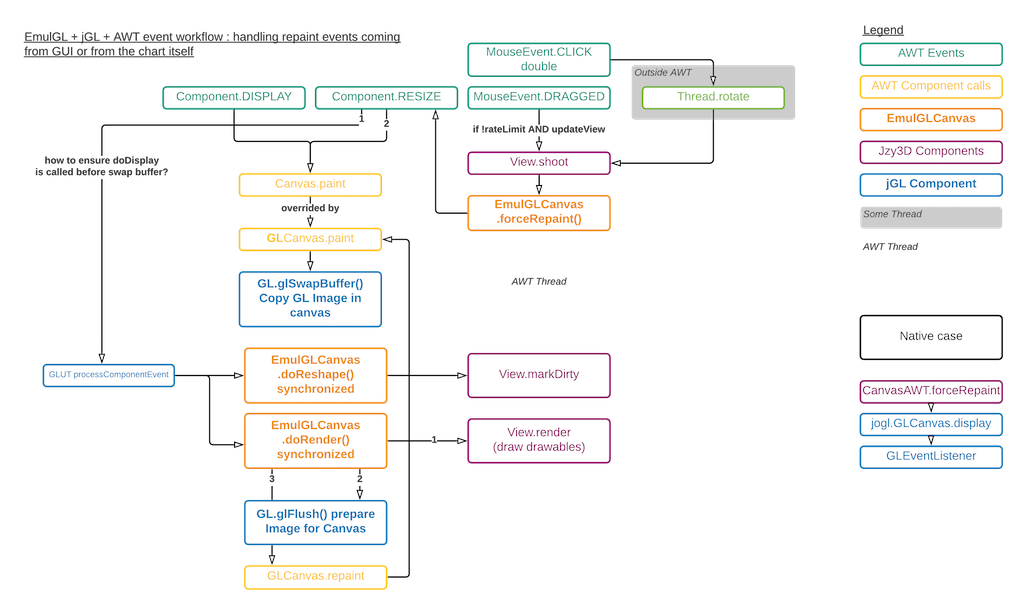 EmulGL + jGL + AWT event workflow : handling repaint events coming
from GUI or from the chart itself
MouseEvent.CLICK
double
Outside AWT
Thread.rotate
Component.DISPLAY
Component.RESIZE
MouseEvent.DRAGGED
1
2
if !rateLimit AND updateView
how to ensure doDisplay
is called before swap buffer?
View.shoot
Canvas.paint
EmulGLCanvas
.forceRepaint()
overrided by
GLCanvas.paint
GL.glSwapBuffer()
Copy GL Image in
canvas
AWT Thread
GLUT processComponentEvent
EmulGLCanvas
.doReshape()
synchronized
View.markDirty
EmulGLCanvas
.doRender()
synchronized
1
View.render
(draw drawables)
3
2
GL.glFlush() prepare
Image for Canvas
GLCanvas.repaint
Legend
AWT Events
AWT Component calls
EmulGLCanvas
Jzy3D Components
jGL Component
Some Thread
AWT Thread
Native case
CanvasAWT.forceRepaint
jogl.GLCanvas.display
GLEventListener